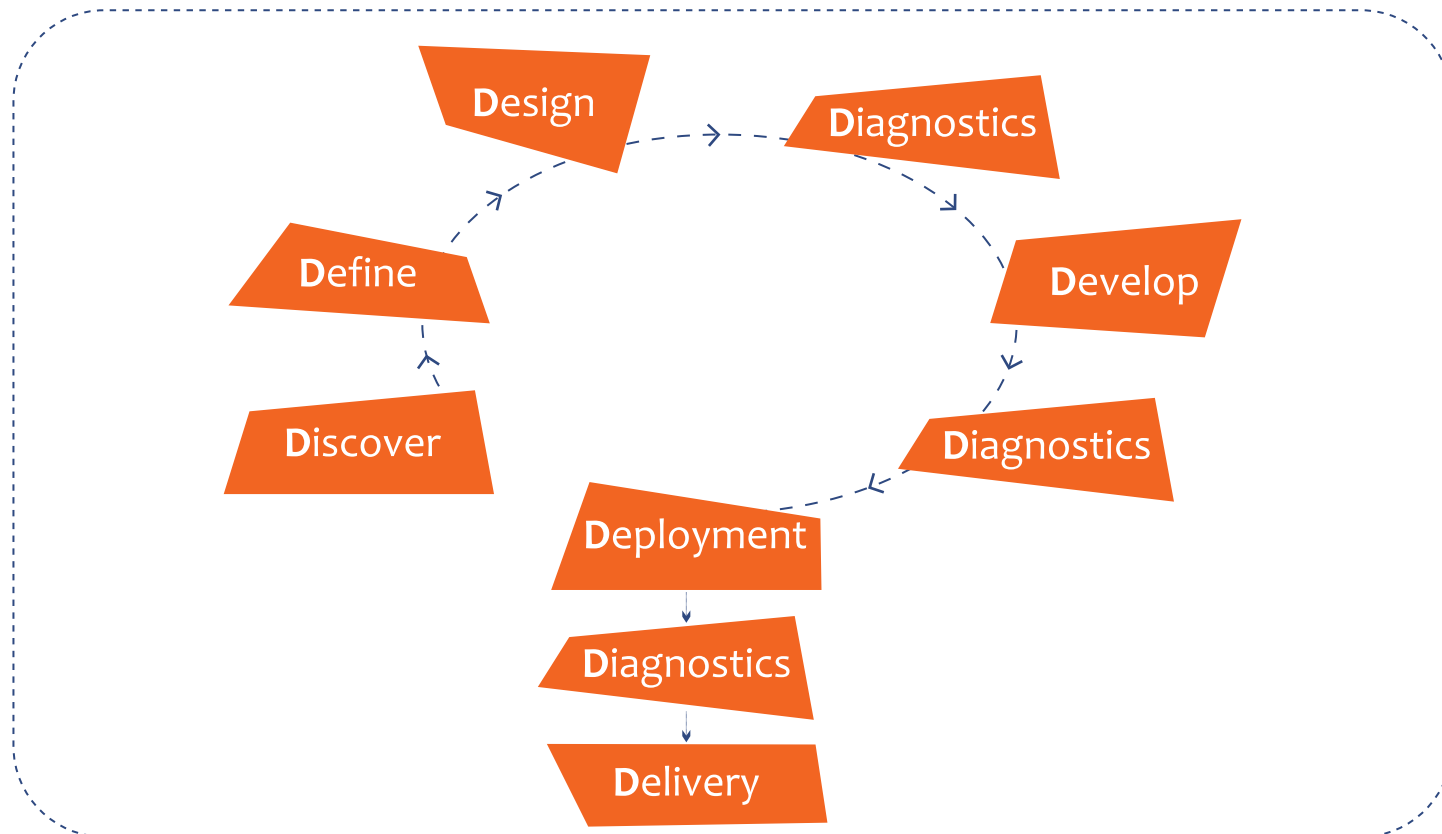 Discover
Define
Design
Diagnostics
Develop
Diagnostics
Deployment
Diagnostics
Delivery